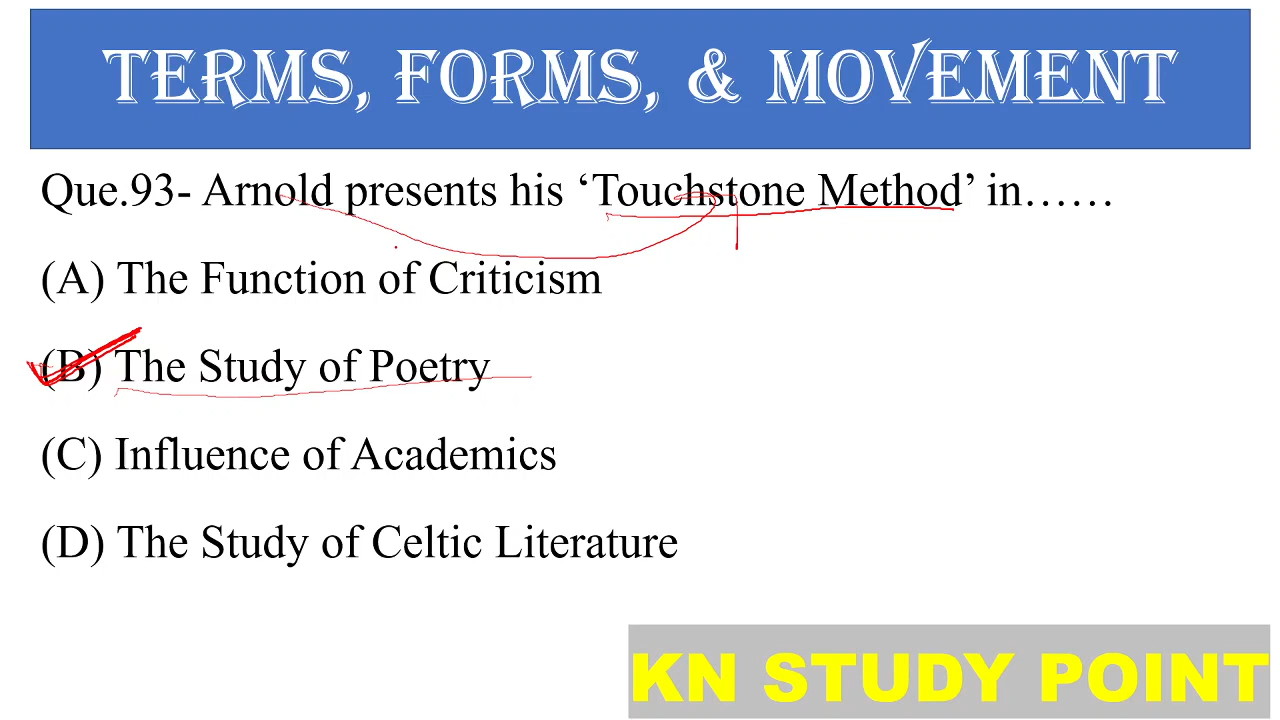 TERMS, FORMS, & MOVEMENT
Que.93- Arnold presents his ‘Touchstone Method’ in……
(A) The Function of Criticism
(B) The Study of Poetry
(C) Influence of Academics
(D) The Study of Celtic Literature
KN STUDY POINT